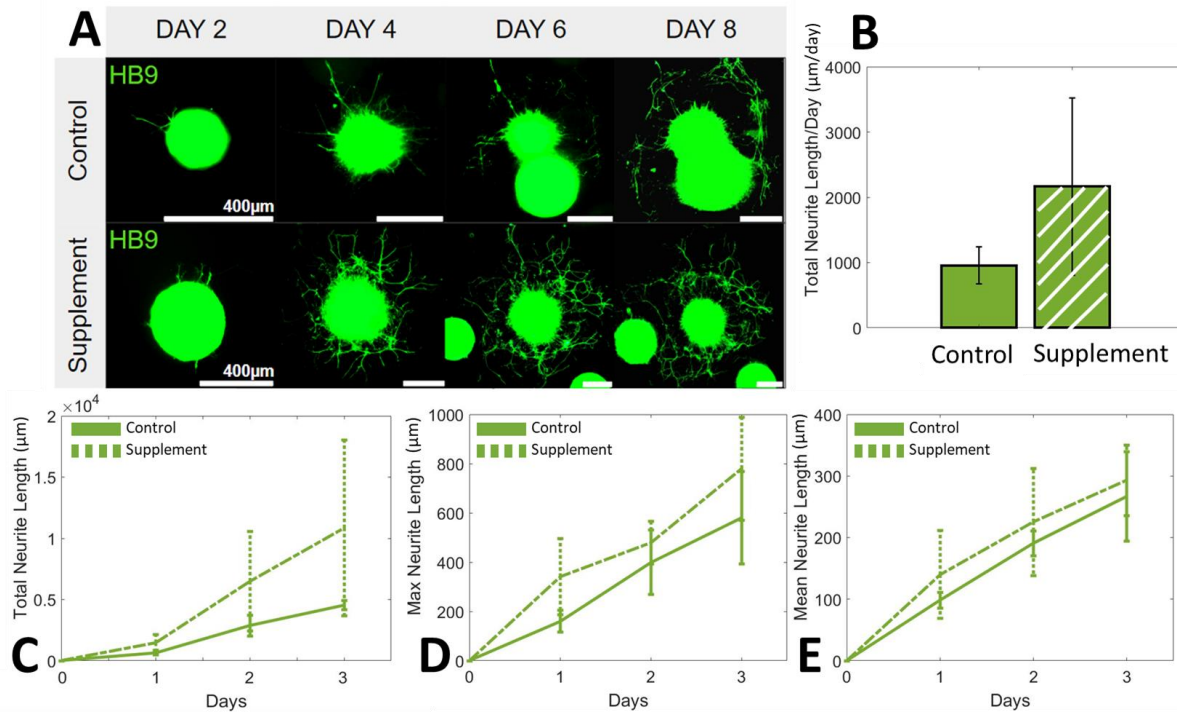 A
DAY 2 DAY 4 DAY 6 DAY 8
Control
HB9
400µm
Supplement
HB9
400µm
B
Total Neurite Length/Day (µm/day)
4000
3000
2000
1000
0
Control Supplement
C
Total Neurite Length (µm)
×10⁴
2
1.5
1
0.5
0
Control
Supplement
0 1 2 3
Days
D
Max Neurite Length (µm)
1000
800
600
400
200
0
Control
Supplement
0 1 2 3
Days
E
Mean Neurite Length (µm)
400
300
200
100
0
Control
Supplement
0 1 2 3
Days